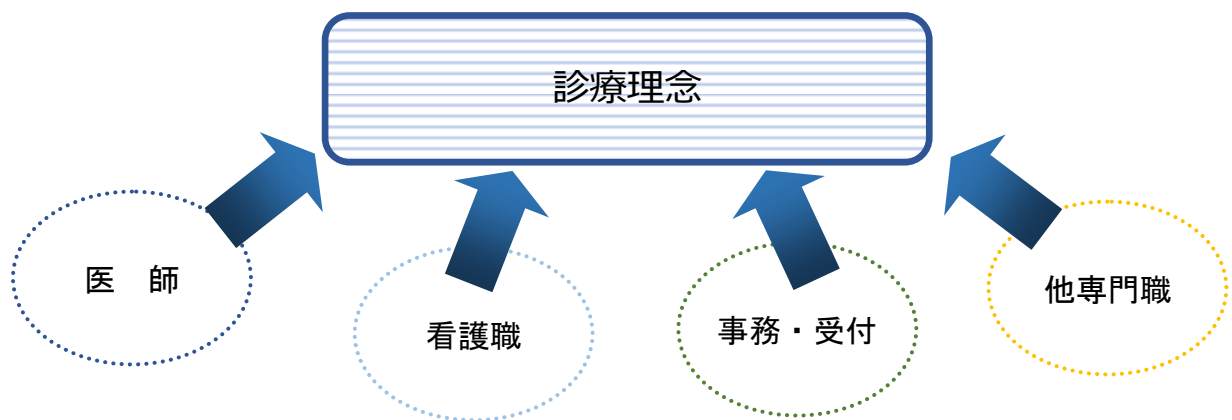 診療理念
医　師
看護職
事務・受付
他専門職